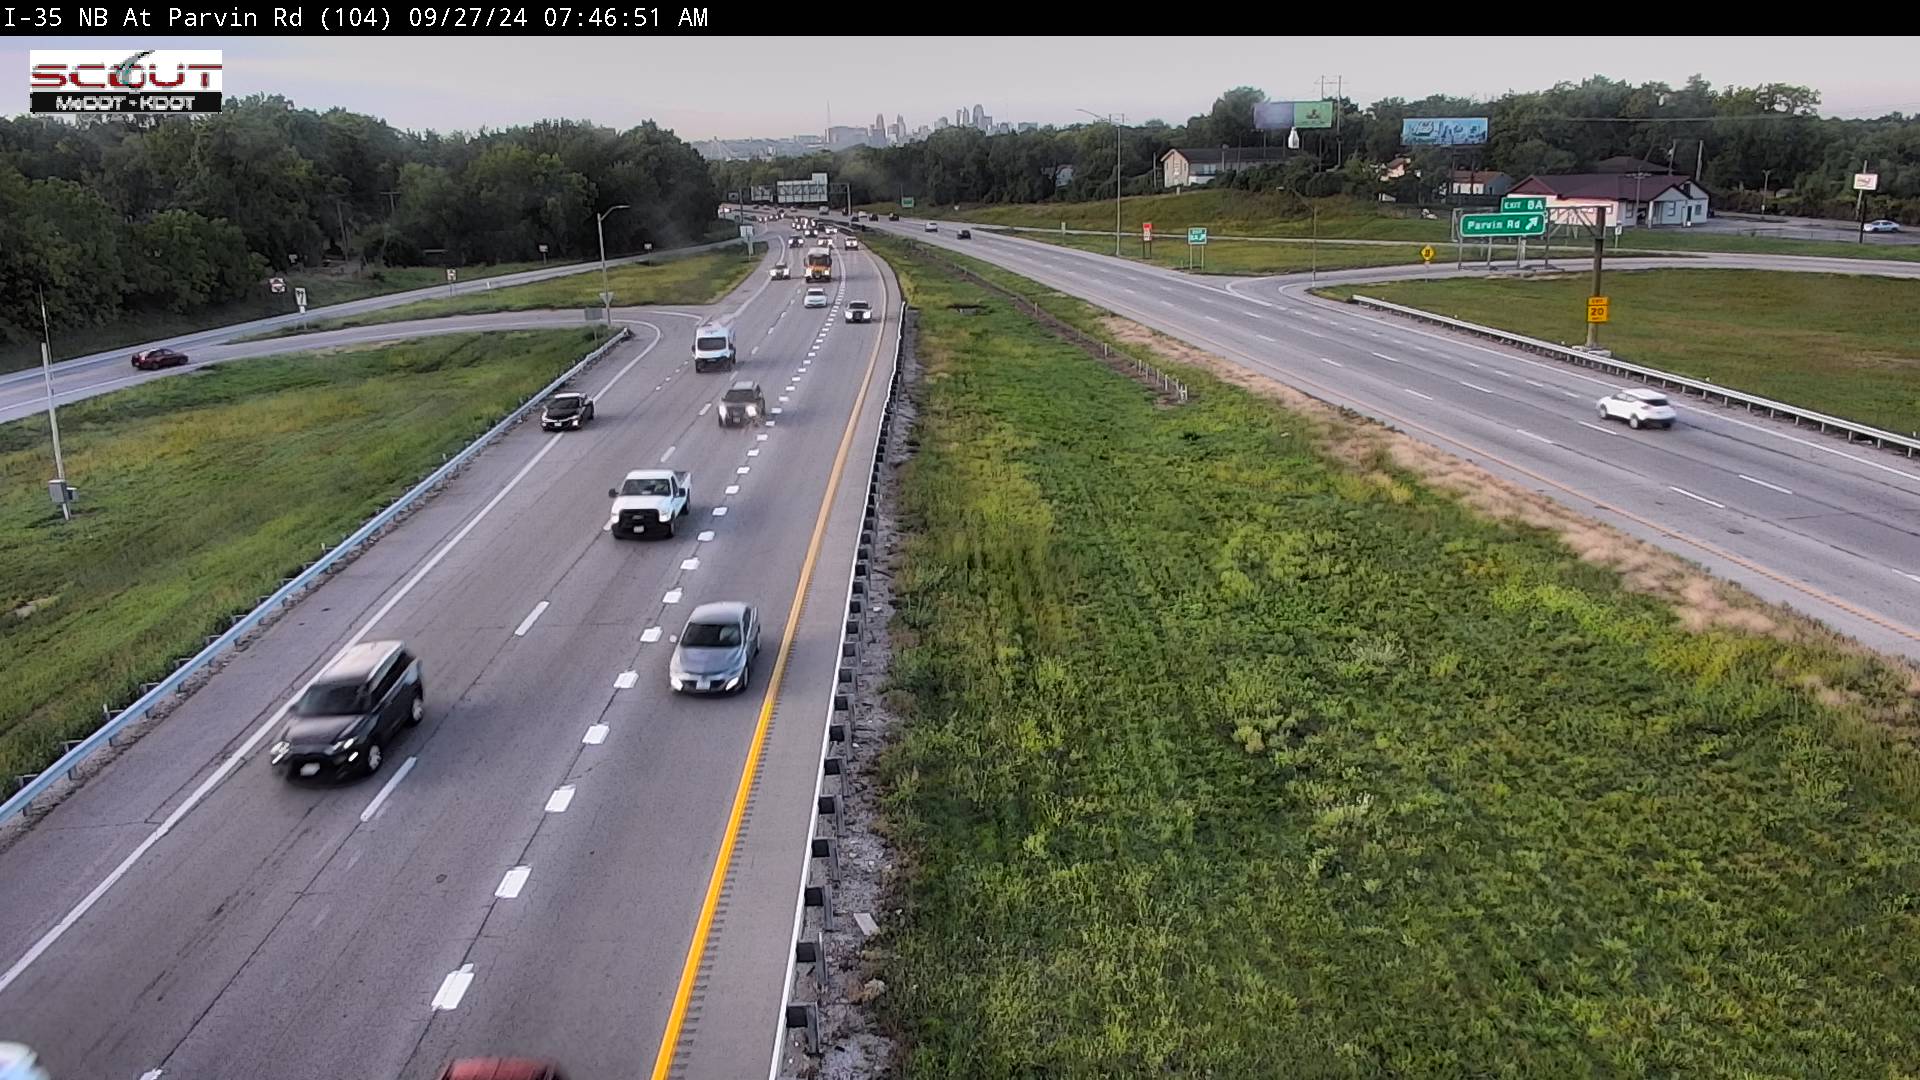 I-35 NB At Parvin Rd (104) 09/27/24 07:46:51 AM
SCOUT
MoDOT - KDOT
EXIT 8A
Parvin Rd
EXIT
20